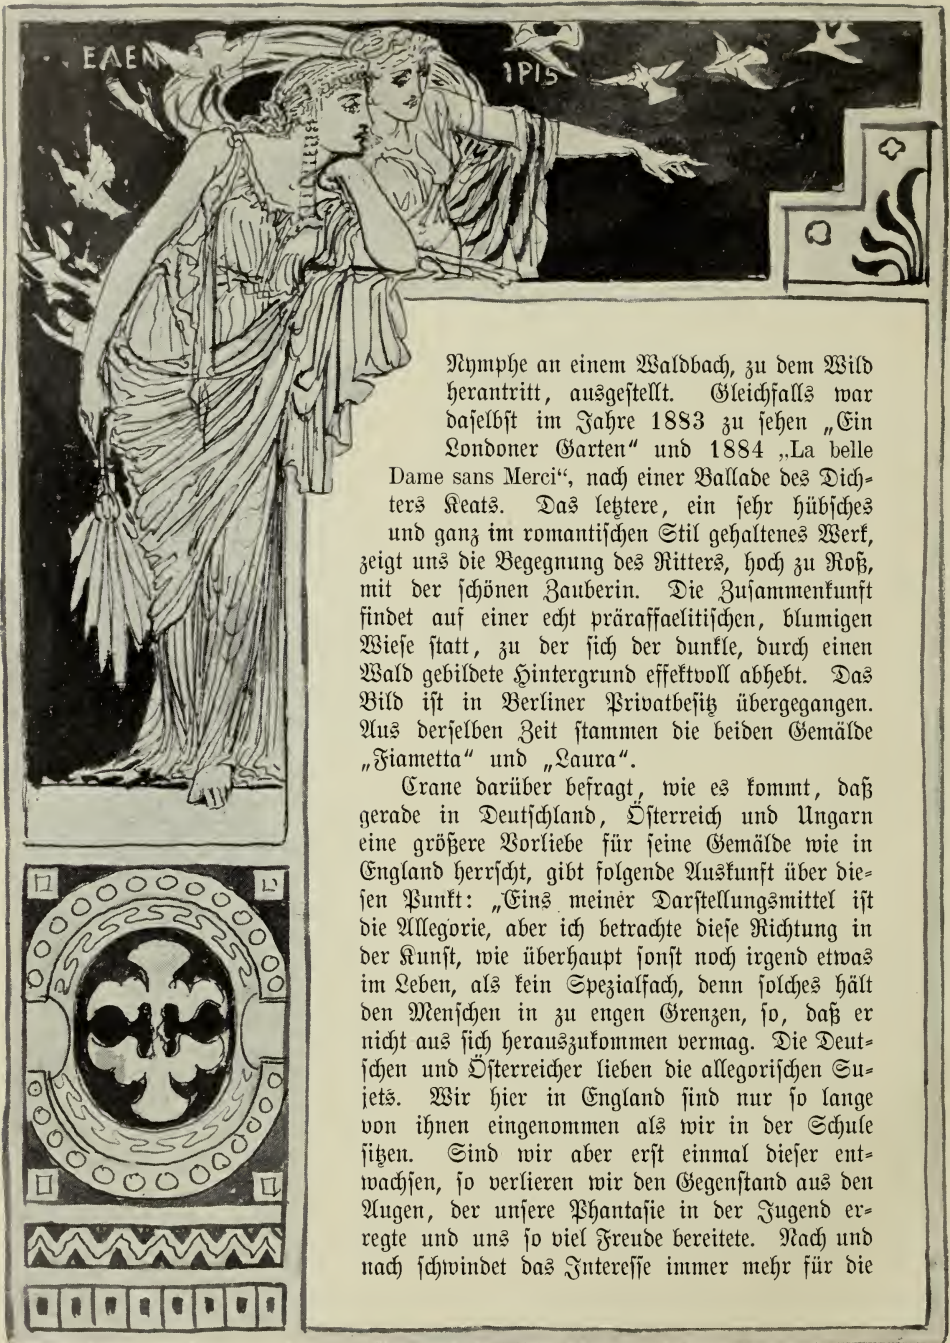 ΕΛΕΝ
ΙΡΙΣ
Nymphe an einem Waldbach, zu dem Wild
herantritt, ausgestellt. Gleichfalls war
daselbst im Jahre 1883 zu sehen „Ein
Londoner Garten“ und 1884 „La belle
Dame sans Merci“, nach einer Ballade des Dich-
ters Keats. Das letztere, ein sehr hübsches
und ganz im romantischen Stil gehaltenes Werk,
zeigt uns die Begegnung des Ritters, hoch zu Roß,
mit der schönen Zauberin. Die Zusammenkunft
findet auf einer echt präraffaelitischen, blumigen
Wiese statt, zu der sich der dunkle, durch einen
Wald gebildete Hintergrund effektvoll abhebt. Das
Bild ist in Berliner Privatbesitz übergegangen.
Aus derselben Zeit stammen die beiden Gemälde
„Fiametta“ und „Laura“.
Crane darüber befragt, wie es kommt, daß
gerade in Deutschland, Österreich und Ungarn
eine größere Vorliebe für seine Gemälde wie in
England herrscht, gibt folgende Auskunft über die-
sen Punkt: „Eins meiner Darstellungsmittel ist
die Allegorie, aber ich betrachte diese Richtung in
der Kunst, wie überhaupt sonst noch irgend etwas
im Leben, als kein Spezialfach, denn solches hält
den Menschen in zu engen Grenzen, so, daß er
nicht aus sich herauszukommen vermag. Die Deut-
schen und Österreicher lieben die allegorischen Su-
jets. Wir hier in England sind nur so lange
von ihnen eingenommen als wir in der Schule
sitzen. Sind wir aber erst einmal dieser ent-
wachsen, so verlieren wir den Gegenstand aus den
Augen, der unsere Phantasie in der Jugend er-
regte und uns so viel Freude bereitete. Nach und
nach schwindet das Interesse immer mehr für die